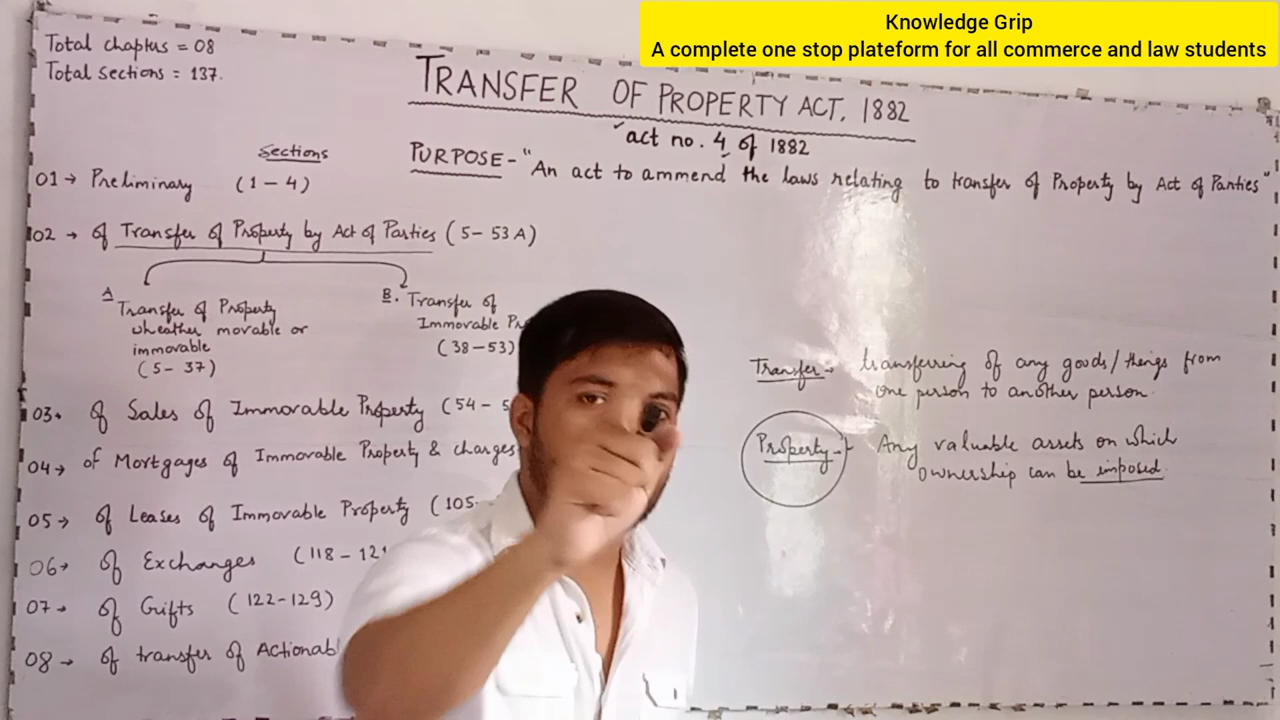 Knowledge Grip
A complete one stop plateform for all commerce and law students
Total chapters = 08
Total Sections = 137.
TRANSFER OF PROPERTY ACT, 1882
act no. 4 of 1882
PURPOSE - "An act to ammend the laws relating to transfer of Property by Act of Parties"
Sections
01 → Preliminary (1 - 4)
02 → of Transfer of Property by Act of Parties (5 - 53A)
A Transfer of Property
wheather movable or
immovable
(5 - 37)
B. Transfer of
Immovable
(38 - 53)
03 → of Sales of Immovable Property (54 -
04 → of Mortgages of Immovable Property & charges
05 → of Leases of Immovable Property (105 -
06 → of Exchanges (118 - 121
07 → of Gifts (122 - 129)
08 → of transfer of
Transfer :- transferring of any goods/things from
one person to another person.
Property :- Any valuable assets on which
ownership can be imposed.